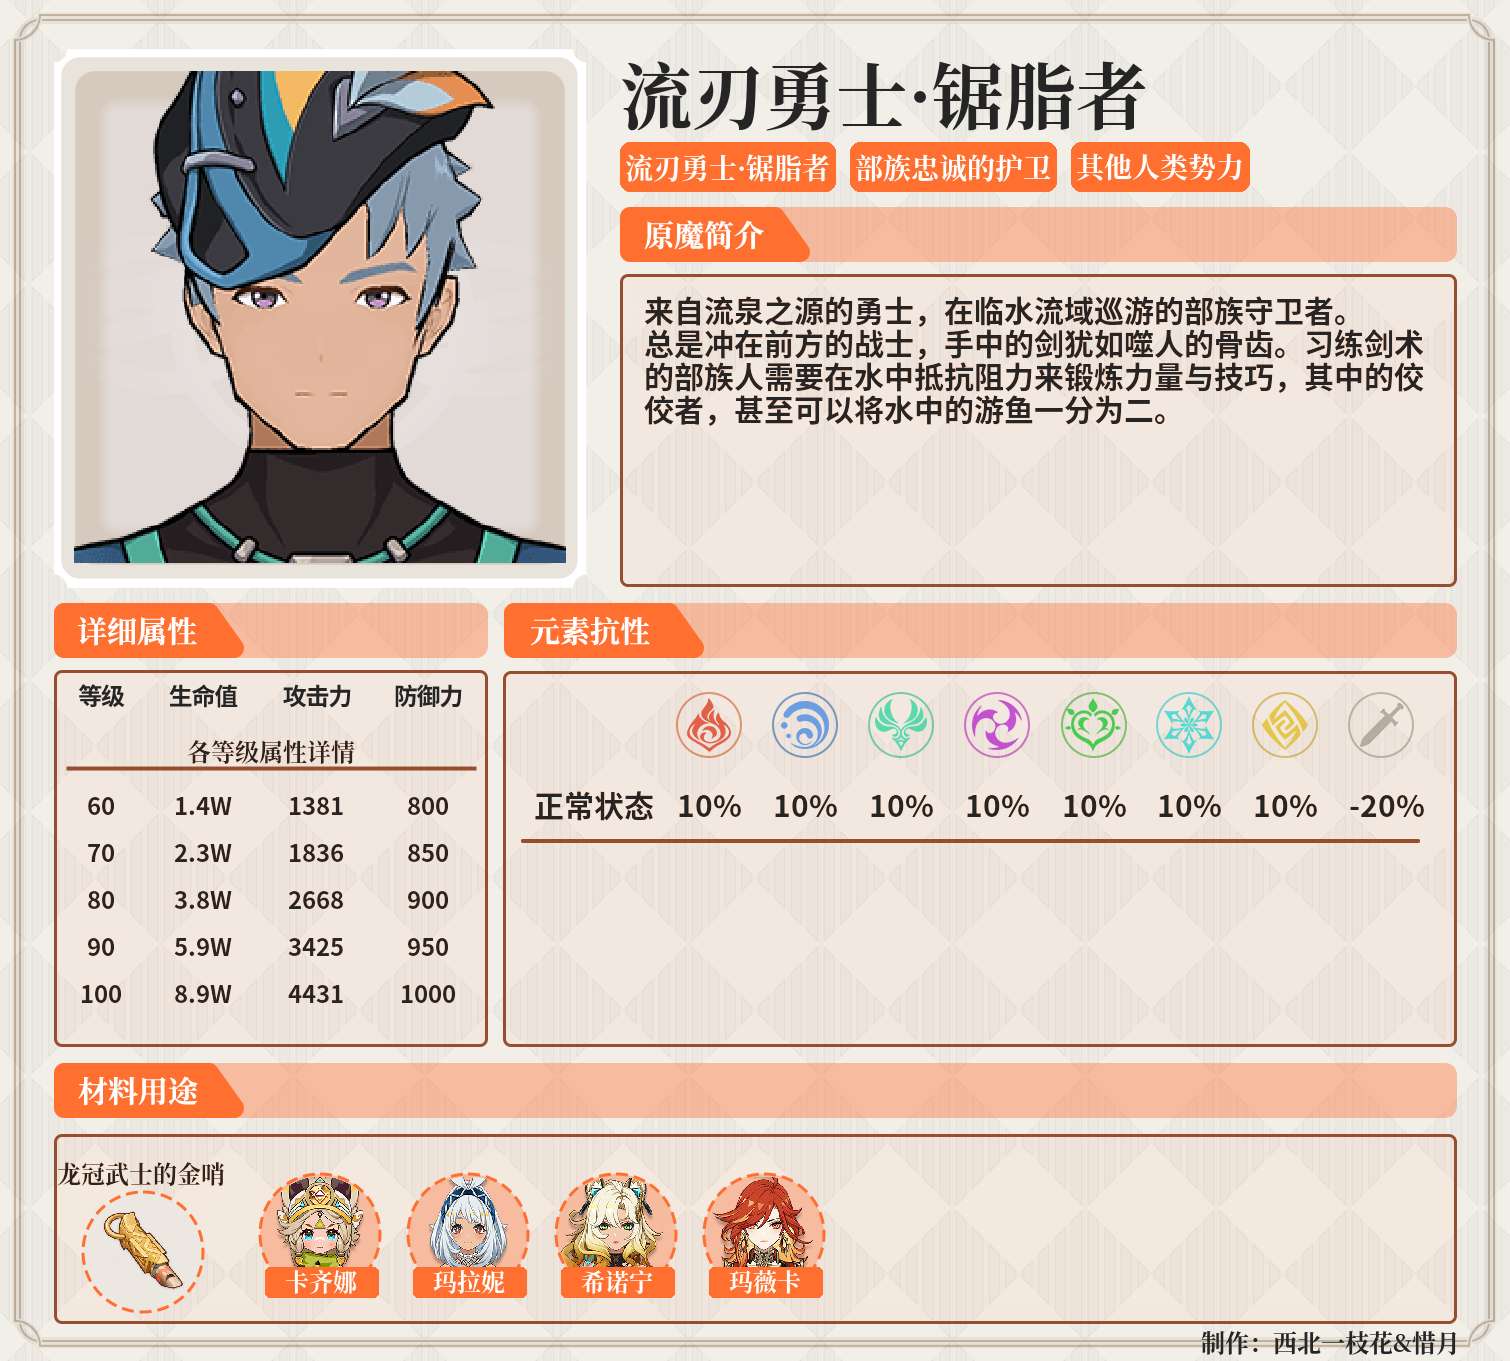 流刃勇士·锯脂者
流刃勇士·锯脂者 部族忠诚的护卫 其他人类势力
原魔简介
来自流泉之源的勇士，在临水流域巡游的部族守卫者。
总是冲在前方的战士，手中的剑犹如噬人的骨齿。习练剑术
的部族人需要在水中抵抗阻力来锻炼力量与技巧，其中的佼
佼者，甚至可以将水中的游鱼一分为二。
详细属性
等级 生命值 攻击力 防御力
各等级属性详情
60 1.4W 1381 800
70 2.3W 1836 850
80 3.8W 2668 900
90 5.9W 3425 950
100 8.9W 4431 1000
元素抗性
正常状态 10% 10% 10% 10% 10% 10% 10% -20%
材料用途
龙冠武士的金哨
卡齐娜 玛拉妮 希诺宁 玛薇卡
制作：西北一枝花&惜月